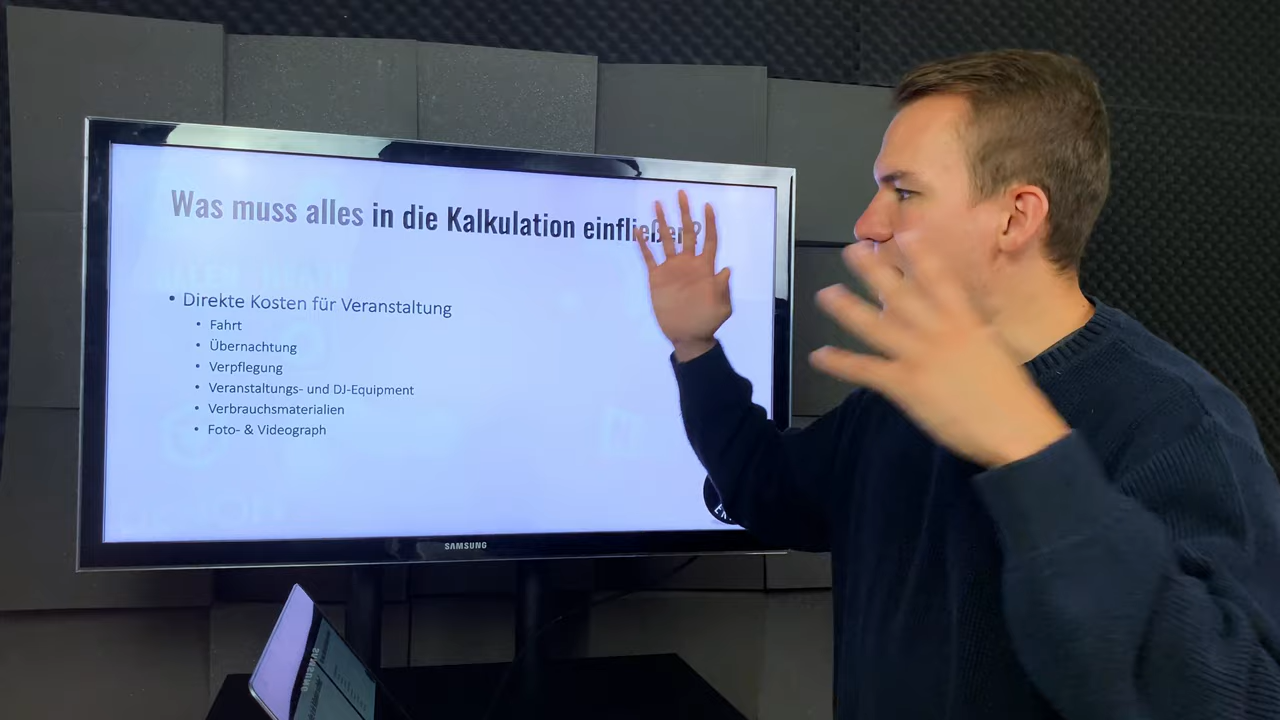 Was muss alles in die Kalkulation einfließen?
• Direkte Kosten für Veranstaltung
• Fahrt
• Übernachtung
• Verpflegung
• Veranstaltungs- und DJ-Equipment
• Verbrauchsmaterialien
• Foto- & Videograph
SAMSUNG
SAMSUNG